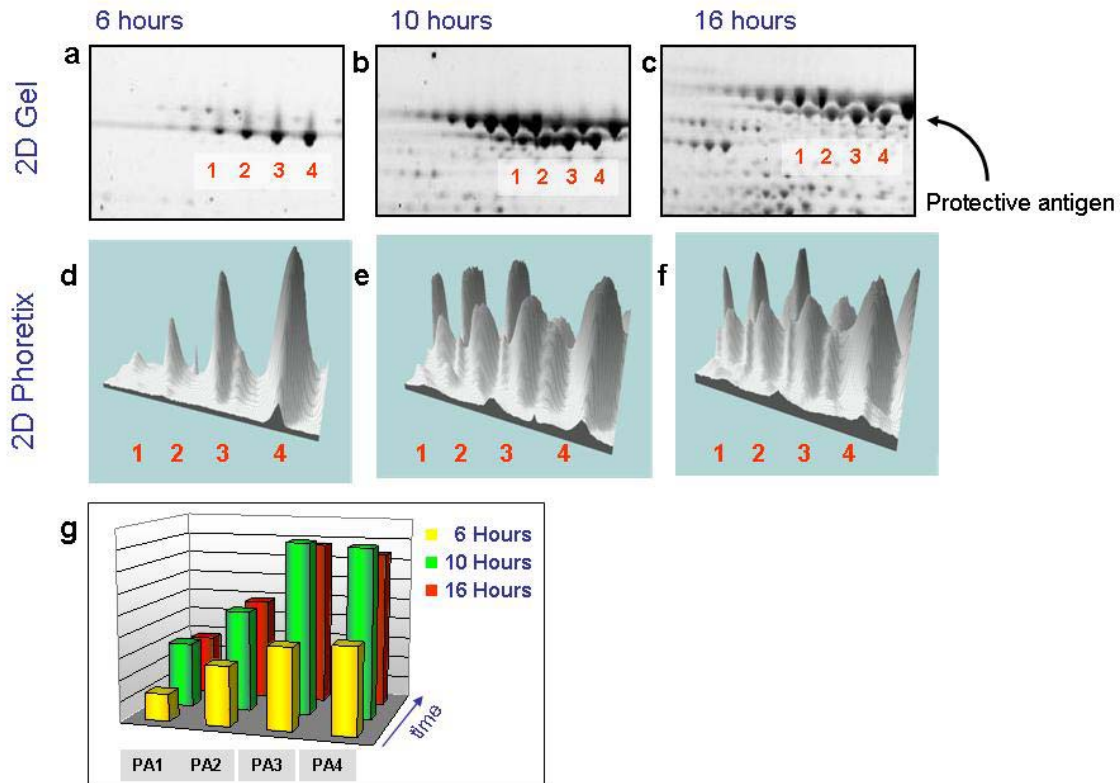 6 hours
10 hours
16 hours
2D Gel
a
b
c
1 2 3 4
1 2 3 4
1 2 3 4
Protective antigen
2D Phoretix
d
e
f
1 2 3 4
1 2 3 4
1 2 3 4
g
6 Hours
10 Hours
16 Hours
time
PA1 PA2 PA3 PA4